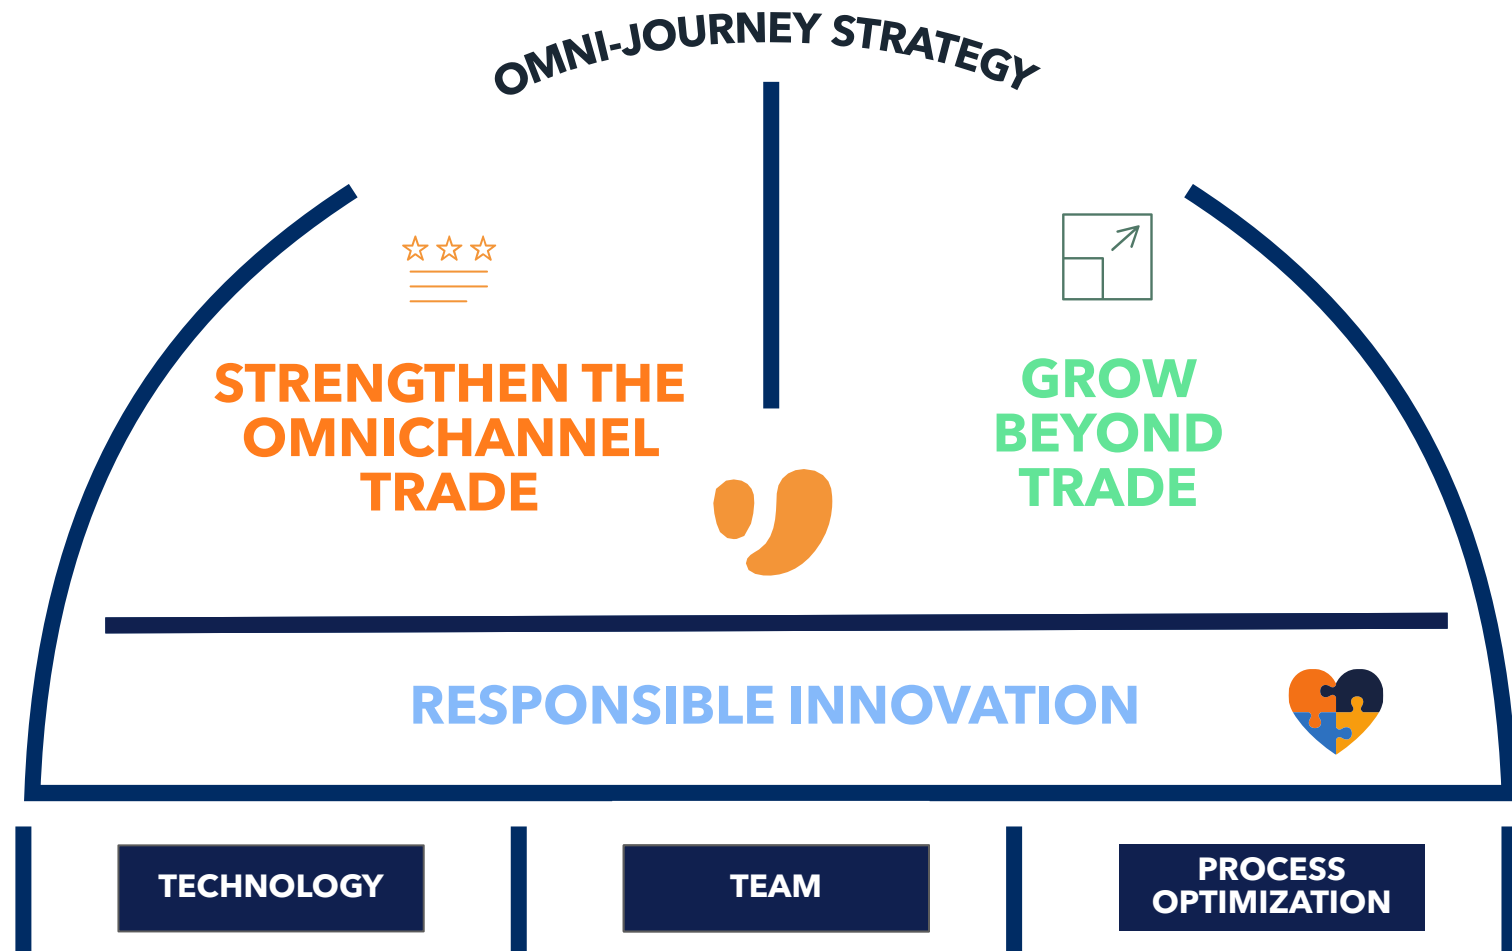 OMNI-JOURNEY STRATEGY
STRENGTHEN THE
OMNICHANNEL
TRADE
GROW
BEYOND
TRADE
RESPONSIBLE INNOVATION
TECHNOLOGY
TEAM
PROCESS
OPTIMIZATION